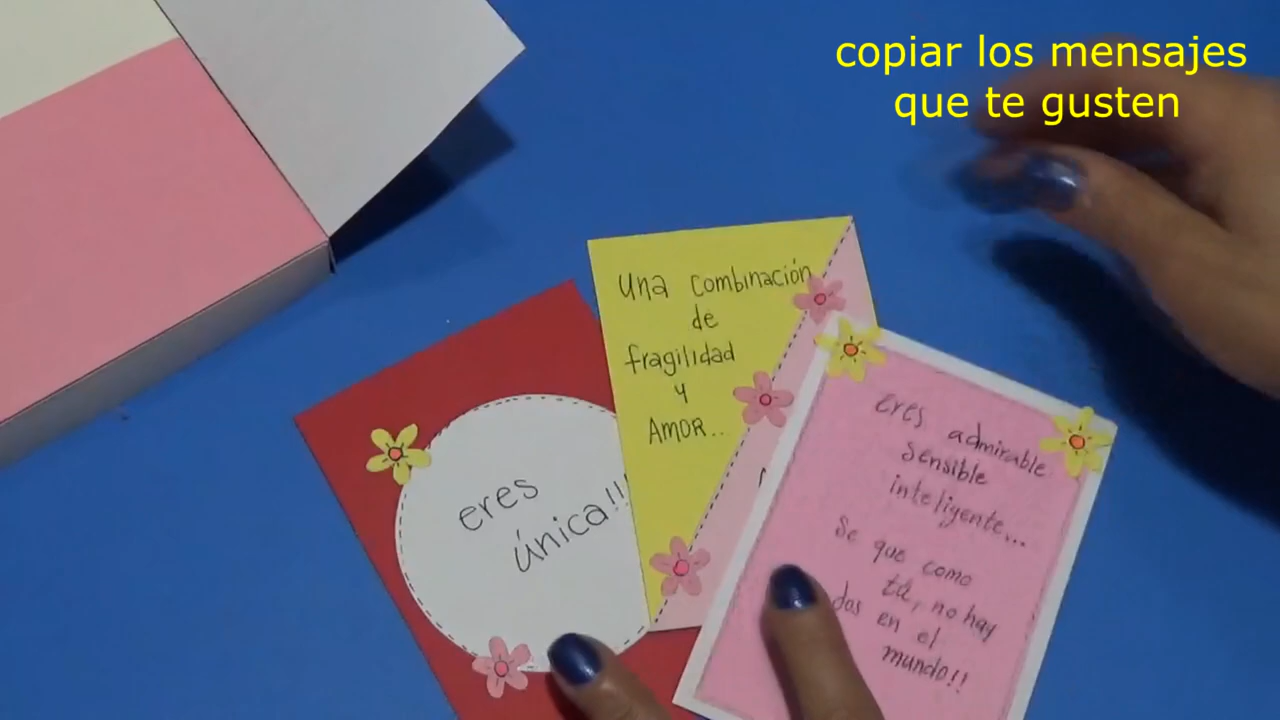 copiar los mensajes
que te gusten
eres
única!!!
Una combinación
de
fragilidad
y
AMOR...
eres admirable
sensible
inteligente...
Se que como
tú, no hay
dos en el
mundo!!